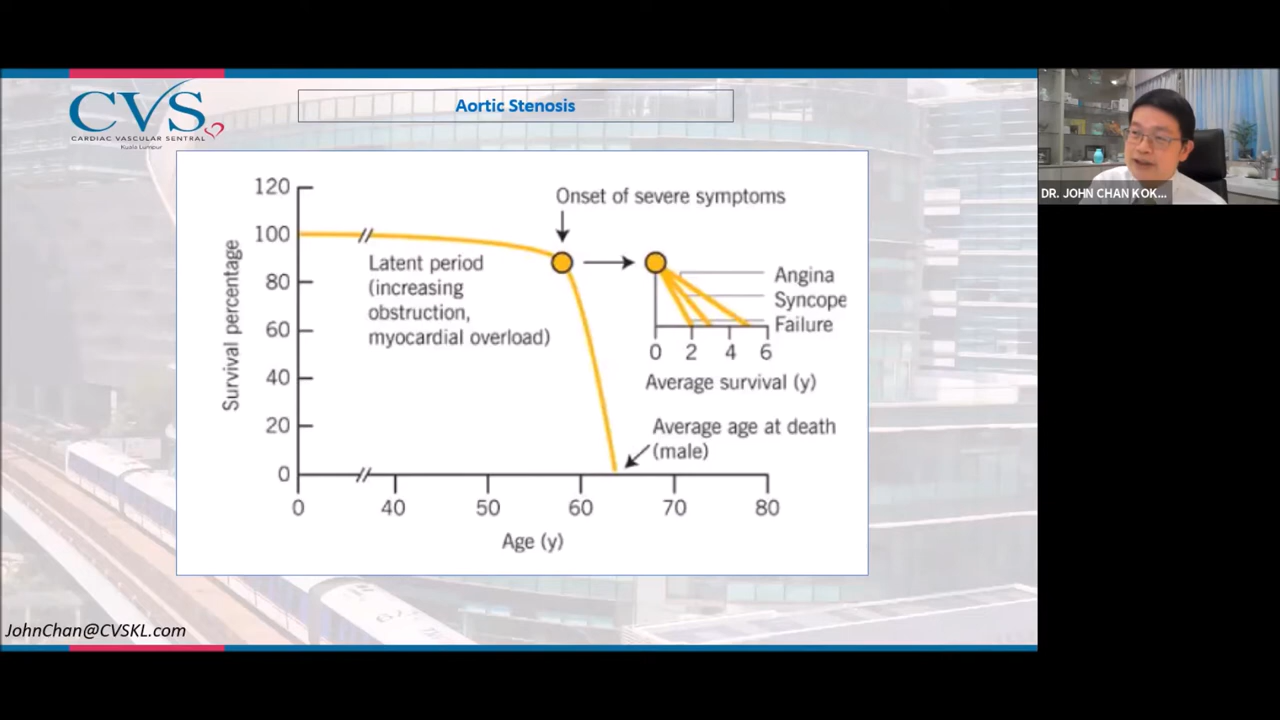 CVS
CARDIAC VASCULAR SENTRAL
Kuala Lumpur
Aortic Stenosis
DR. JOHN CHAN KOK...
120
100
80
60
40
20
0
Survival percentage
Onset of severe symptoms
Latent period
(increasing
obstruction,
myocardial overload)
Angina
Syncope
Failure
0 2 4 6
Average survival (y)
Average age at death
(male)
0 40 50 60 70 80
Age (y)
JohnChan@CVSKL.com